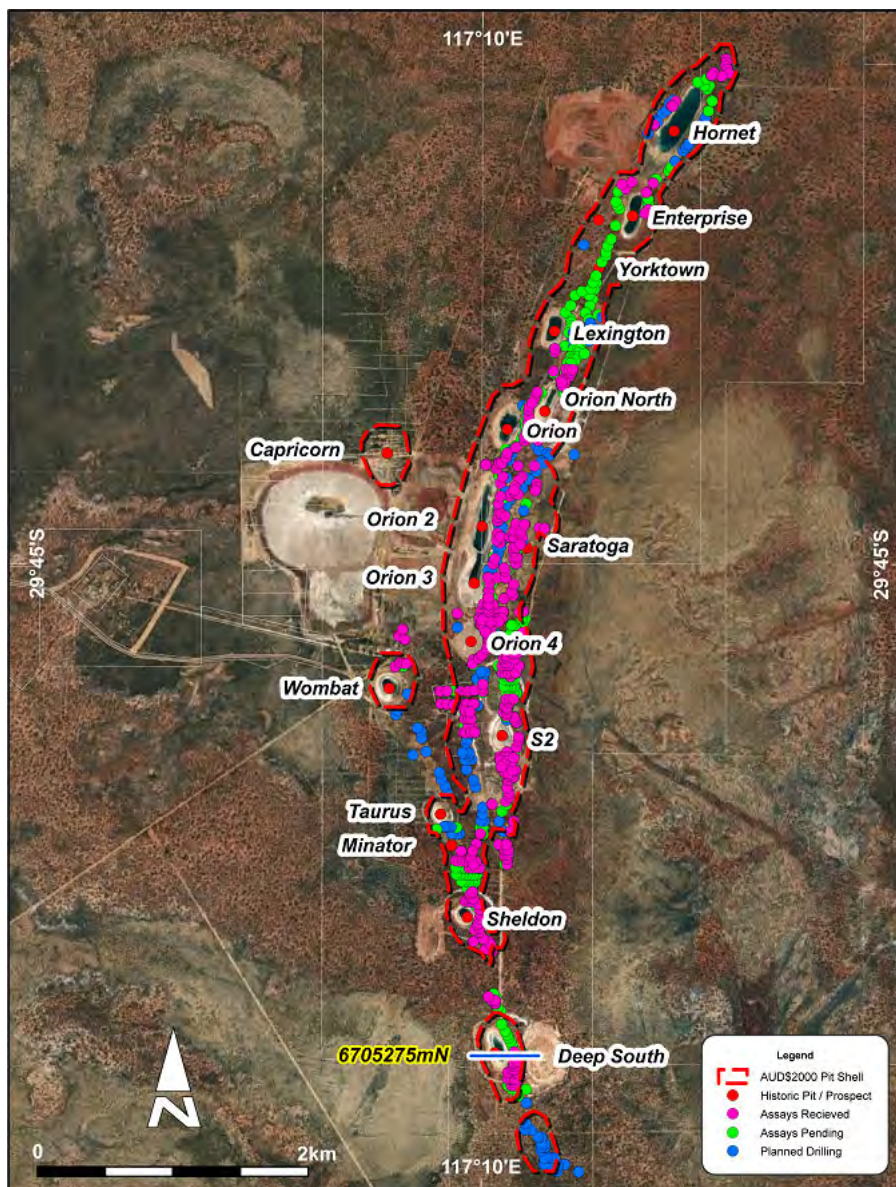 117°10'E
Hornet
Enterprise
Yorktown
Lexington
Orion North
Orion
Capricorn
Orion 2
Saratoga
29°45'S
29°45'S
Orion 3
Orion 4
Wombat
S2
Taurus
Minator
Sheldon
6705275mN
Deep South
N
0
2km
117°10'E
Legend
AUD$2000 Pit Shell
Historic Pit / Prospect
Assays Recieved
Assays Pending
Planned Drilling